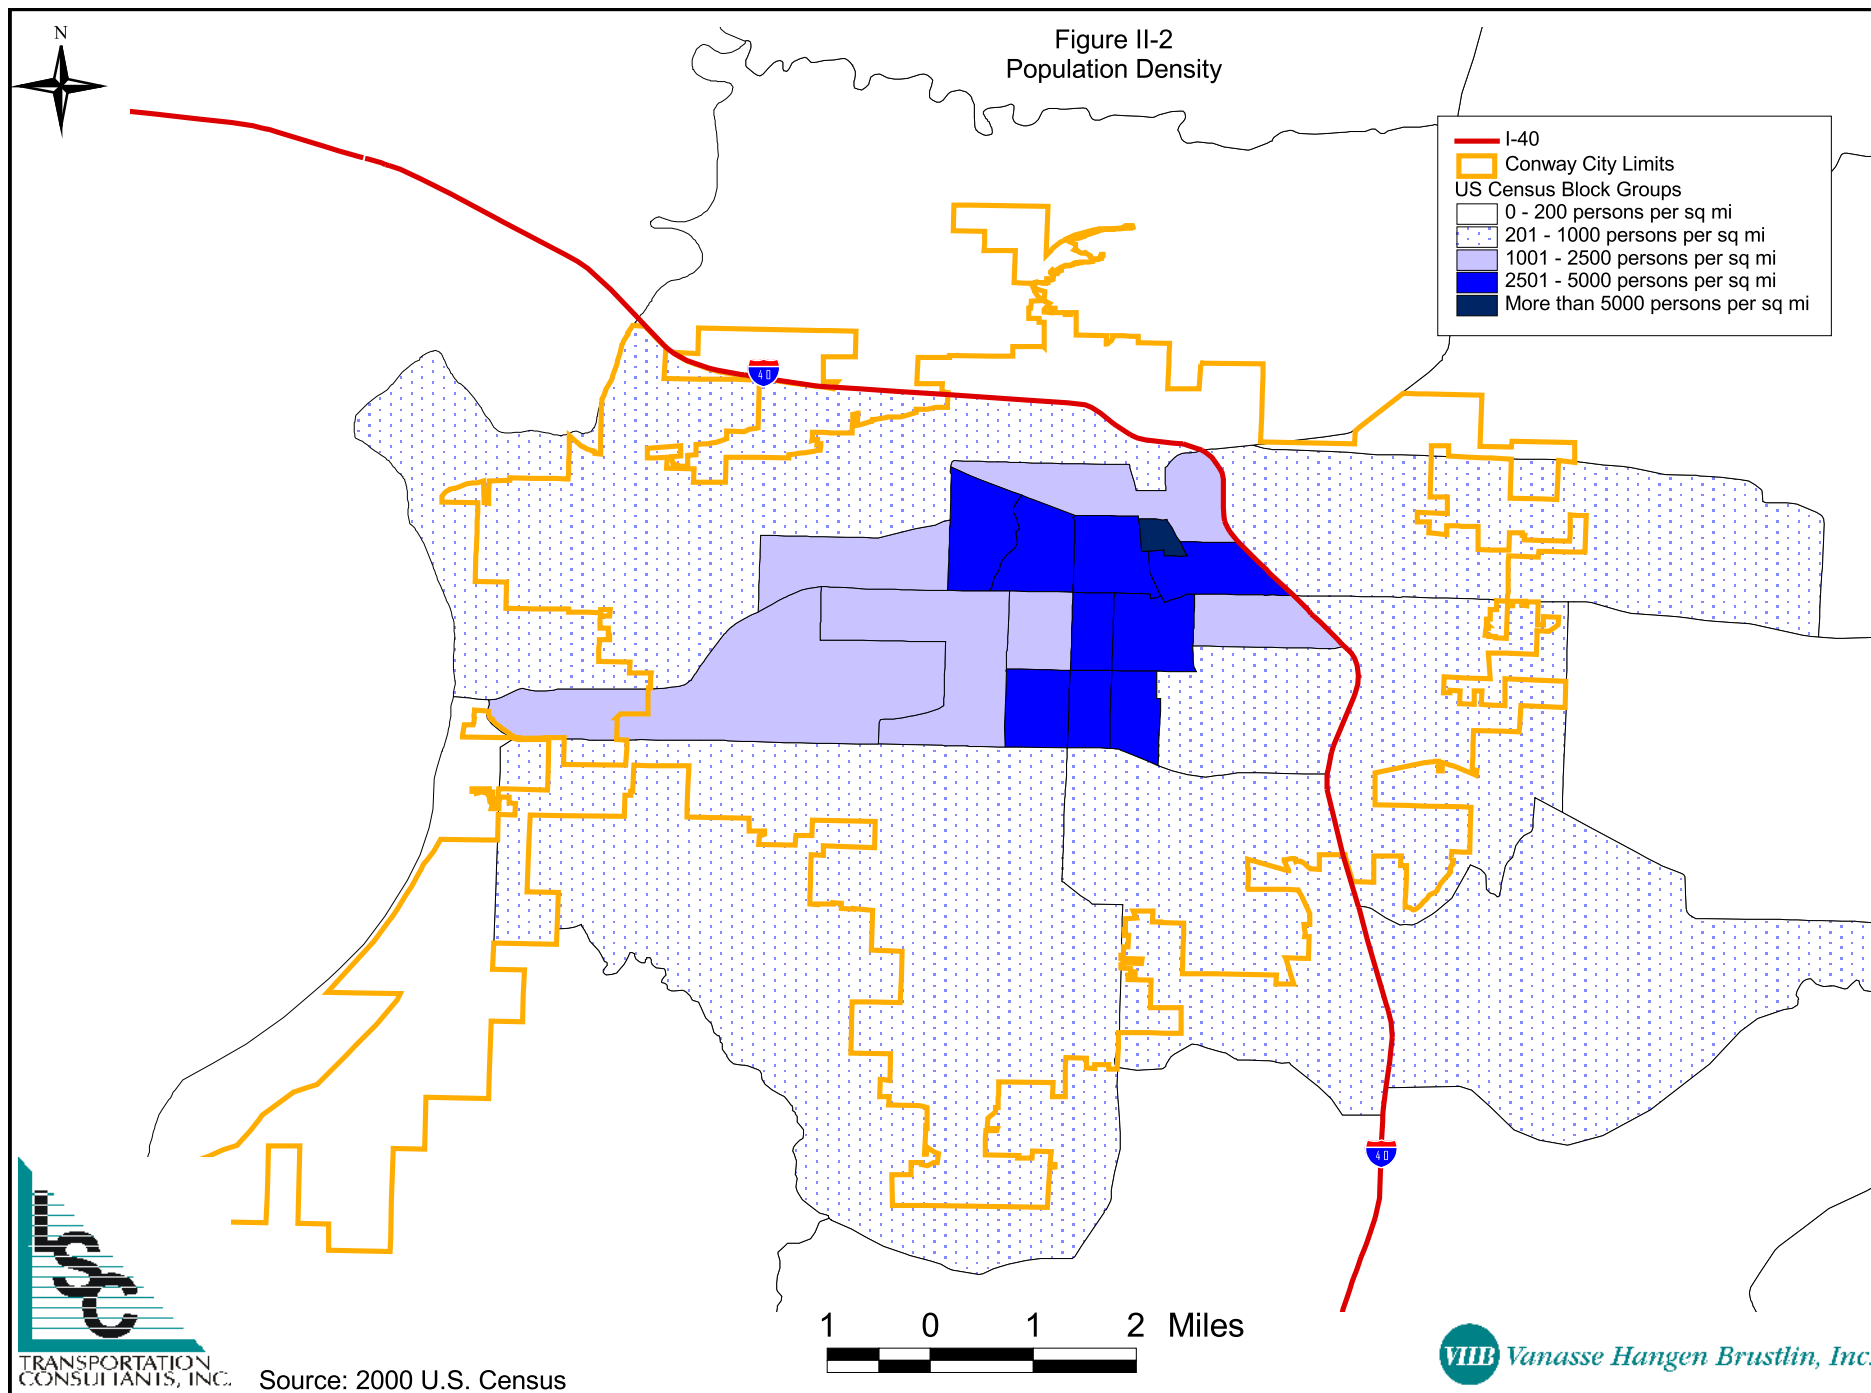 N
Figure II-2
Population Density
I-40
Conway City Limits
US Census Block Groups
0 - 200 persons per sq mi
201 - 1000 persons per sq mi
1001 - 2500 persons per sq mi
2501 - 5000 persons per sq mi
More than 5000 persons per sq mi
40
40
LSC
TRANSPORTATION
CONSULTANTS, INC.
Source: 2000 U.S. Census
1 0 1 2 Miles
VHB Vanasse Hangen Brustlin, Inc.